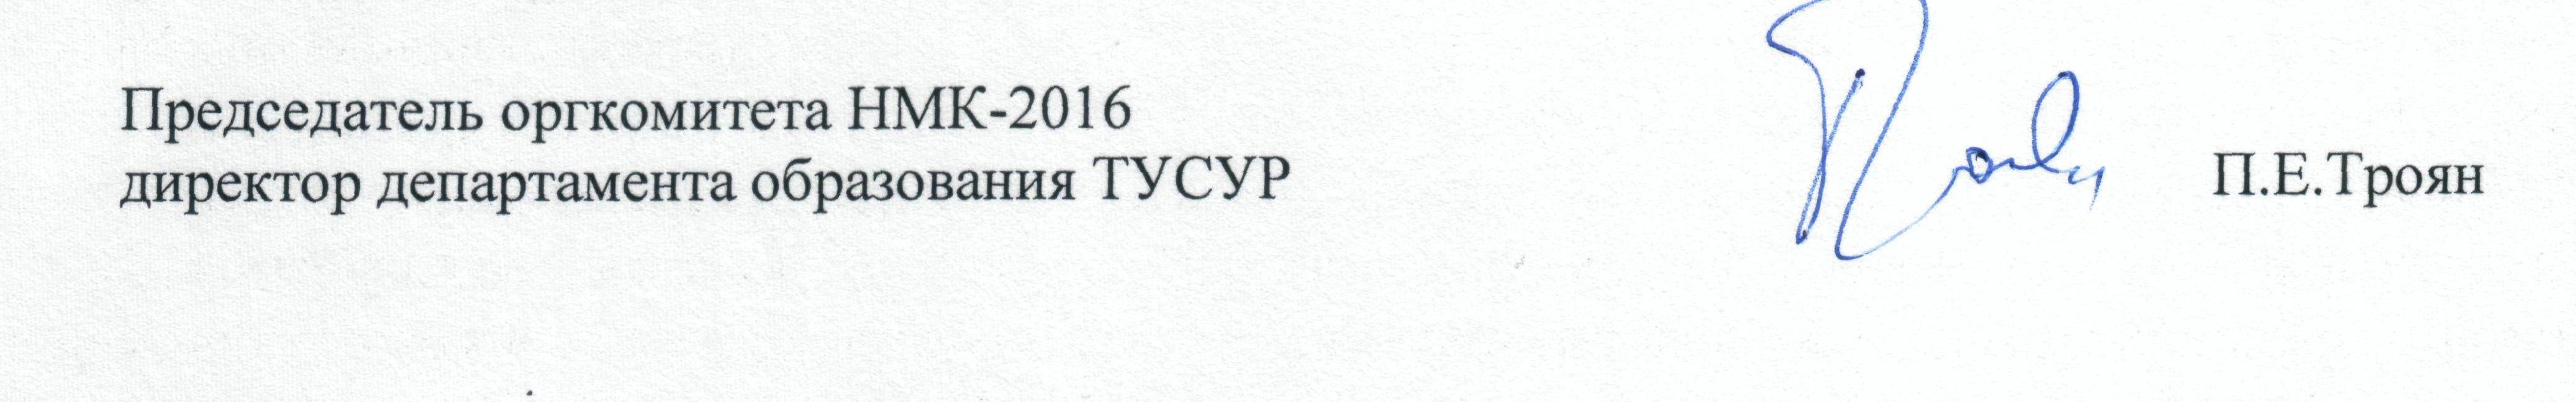 Председатель оргкомитета НМК-2016
директор департамента образования ТУСУР П.Е.Троян